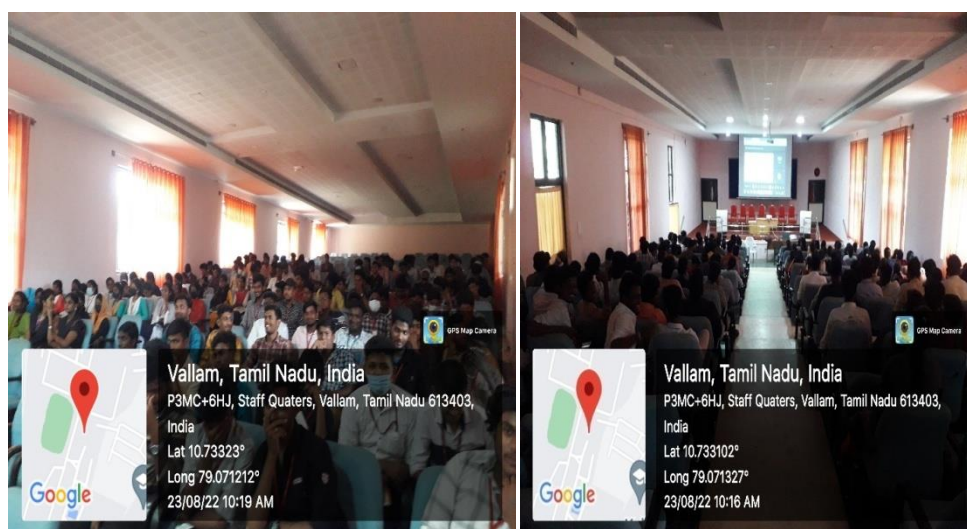 GPS Map Camera
Vallam, Tamil Nadu, India
P3MC+6HJ, Staff Quaters, Vallam, Tamil Nadu 613403,
India
Lat 10.73323°
Long 79.071212°
23/08/22 10:19 AM
Google
GPS Map Camera
Vallam, Tamil Nadu, India
P3MC+6HJ, Staff Quaters, Vallam, Tamil Nadu 613403,
India
Lat 10.733102°
Long 79.071327°
23/08/22 10:16 AM
Google